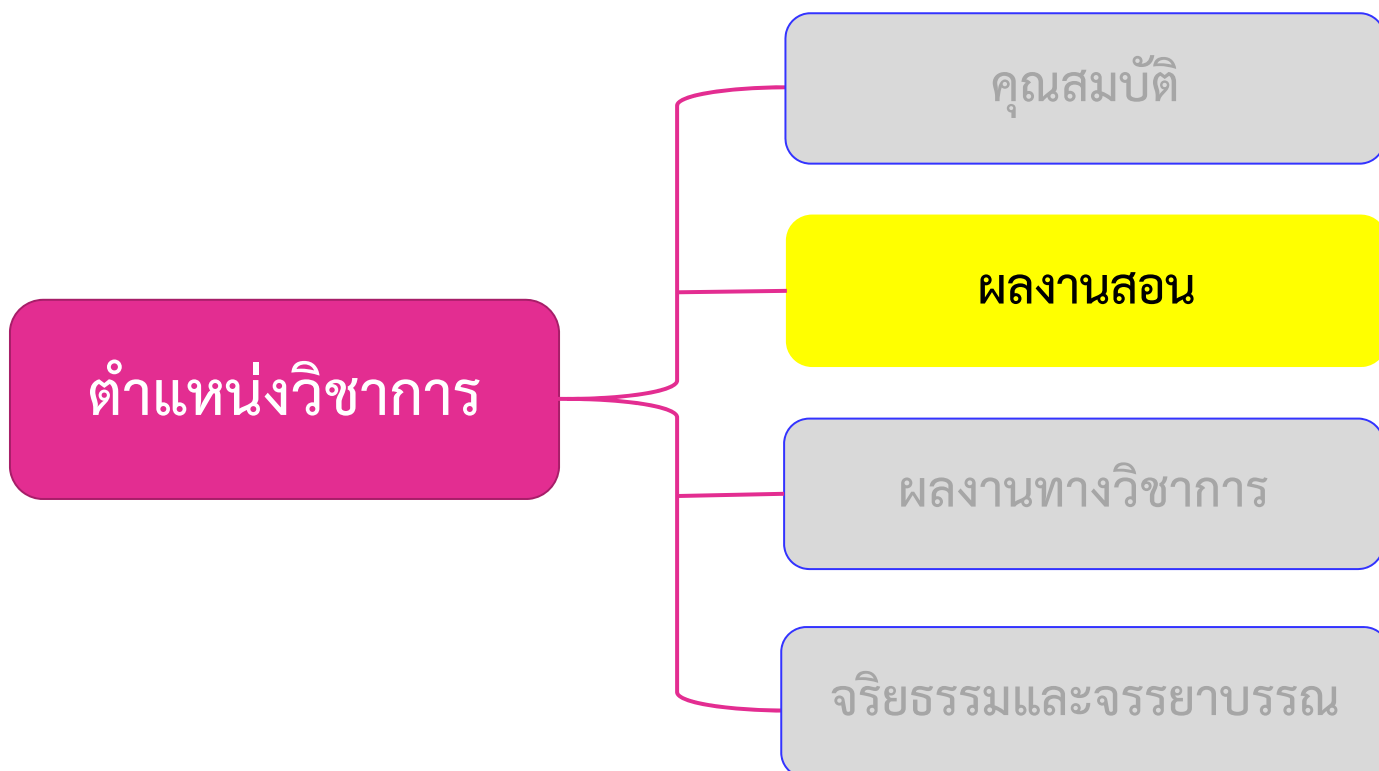 คุณสมบัติ
ผลงานสอน
ตำแหน่งวิชาการ
ผลงานทางวิชาการ
จริยธรรมและจรรยาบรรณ